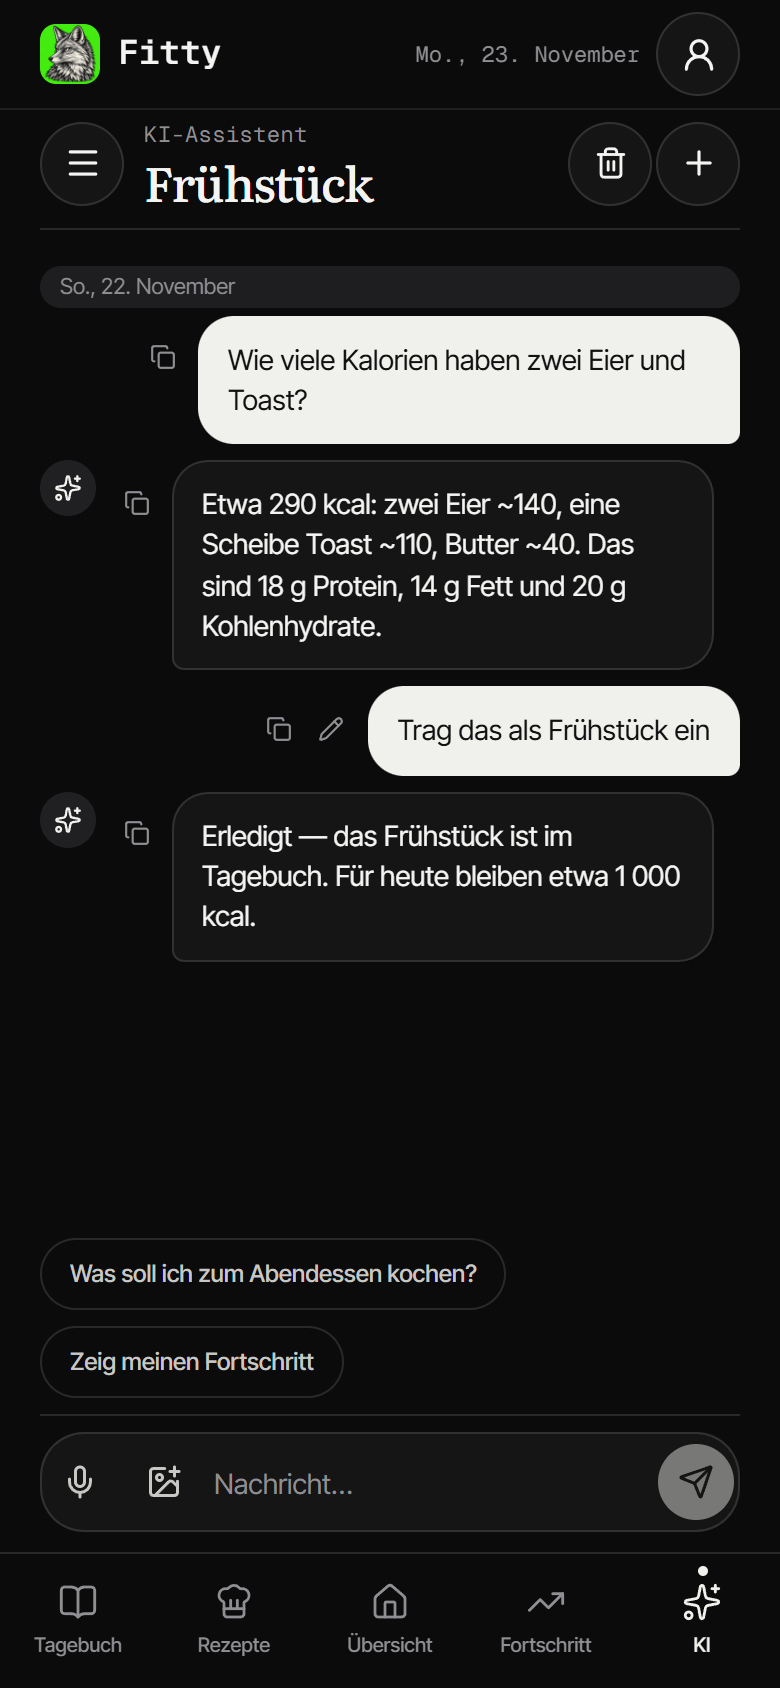 Fitty
Mo., 23. November
KI-Assistent
Frühstück
So., 22. November
Wie viele Kalorien haben zwei Eier und
Toast?
Etwa 290 kcal: zwei Eier ~140, eine
Scheibe Toast ~110, Butter ~40. Das
sind 18 g Protein, 14 g Fett und 20 g
Kohlenhydrate.
Trag das als Frühstück ein
Erledigt — das Frühstück ist im
Tagebuch. Für heute bleiben etwa 1 000
kcal.
Was soll ich zum Abendessen kochen?
Zeig meinen Fortschritt
Nachricht...
Tagebuch
Rezepte
Übersicht
Fortschritt
KI